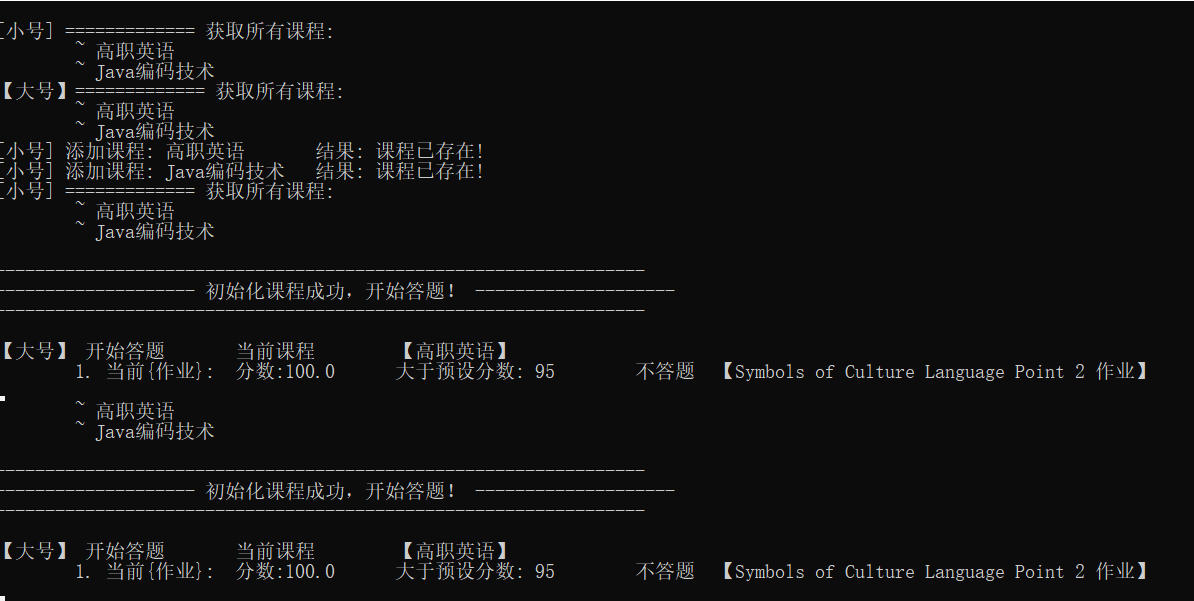 [小号] ============= 获取所有课程:
~ 高职英语
~ Java编码技术
【大号】============= 获取所有课程:
~ 高职英语
~ Java编码技术
[小号] 添加课程: 高职英语 结果: 课程已存在!
[小号] 添加课程: Java编码技术 结果: 课程已存在!
[小号] ============= 获取所有课程:
~ 高职英语
~ Java编码技术
-----------------------------------------------------------------
-------------------- 初始化课程成功，开始答题! --------------------
-----------------------------------------------------------------
【大号】 开始答题 当前课程 【高职英语】
1. 当前{作业}: 分数:100.0 大于预设分数: 95 不答题 【Symbols of Culture Language Point 2 作业】
~ 高职英语
~ Java编码技术
-----------------------------------------------------------------
-------------------- 初始化课程成功，开始答题! --------------------
-----------------------------------------------------------------
【大号】 开始答题 当前课程 【高职英语】
1. 当前{作业}: 分数:100.0 大于预设分数: 95 不答题 【Symbols of Culture Language Point 2 作业】